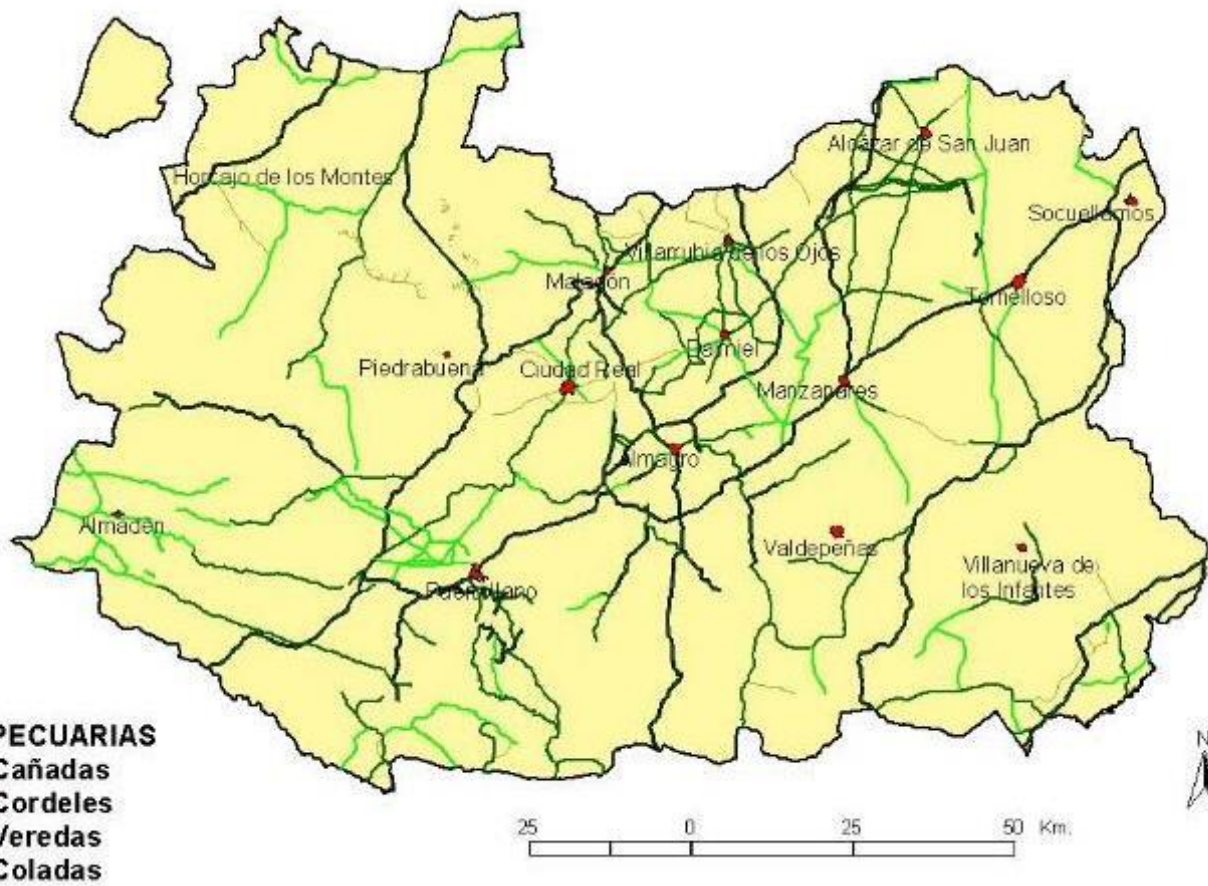 Alcázar de San Juan
Horcajo de los Montes
Socuellamos
Villarrubia de los Ojos
Malagón
Tomelloso
Daimiel
Piedrabuena
Ciudad Real
Manzanares
Almagro
Almadén
Valdepeñas
Villanueva de
los Infantes
Puertollano
PECUARIAS
Cañadas
Cordeles
Veredas
Coladas
N
25 0 25 50 Km.